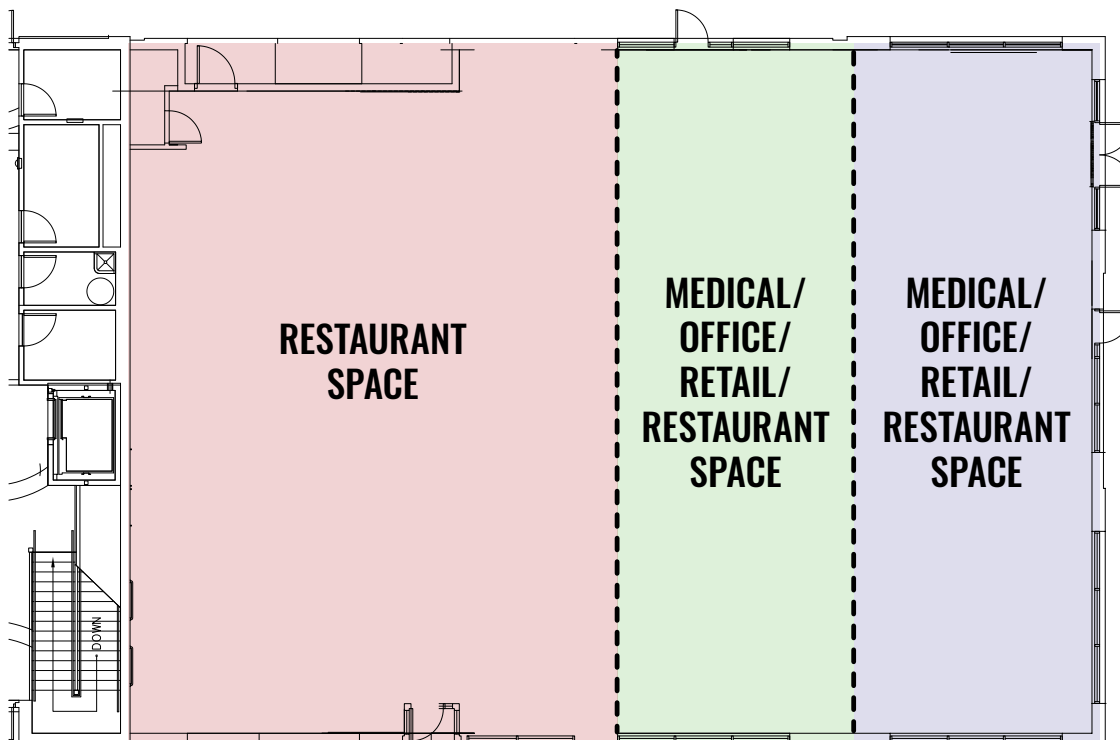 RESTAURANT
SPACE
MEDICAL/
OFFICE/
RETAIL/
RESTAURANT
SPACE
MEDICAL/
OFFICE/
RETAIL/
RESTAURANT
SPACE
DOWN